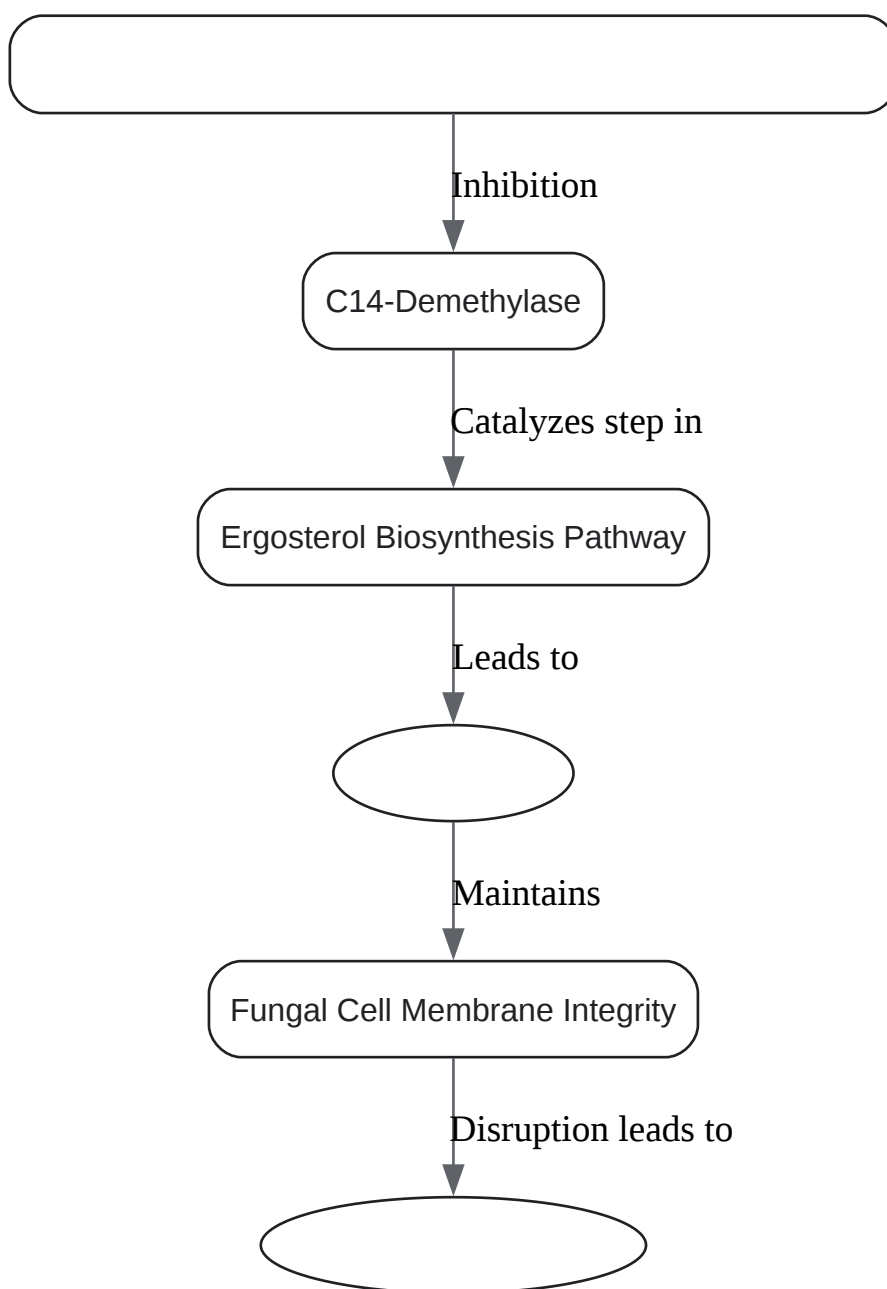 Inhibition
C14-Demethylase
Catalyzes step in
Ergosterol Biosynthesis Pathway
Leads to
Maintains
Fungal Cell Membrane Integrity
Disruption leads to